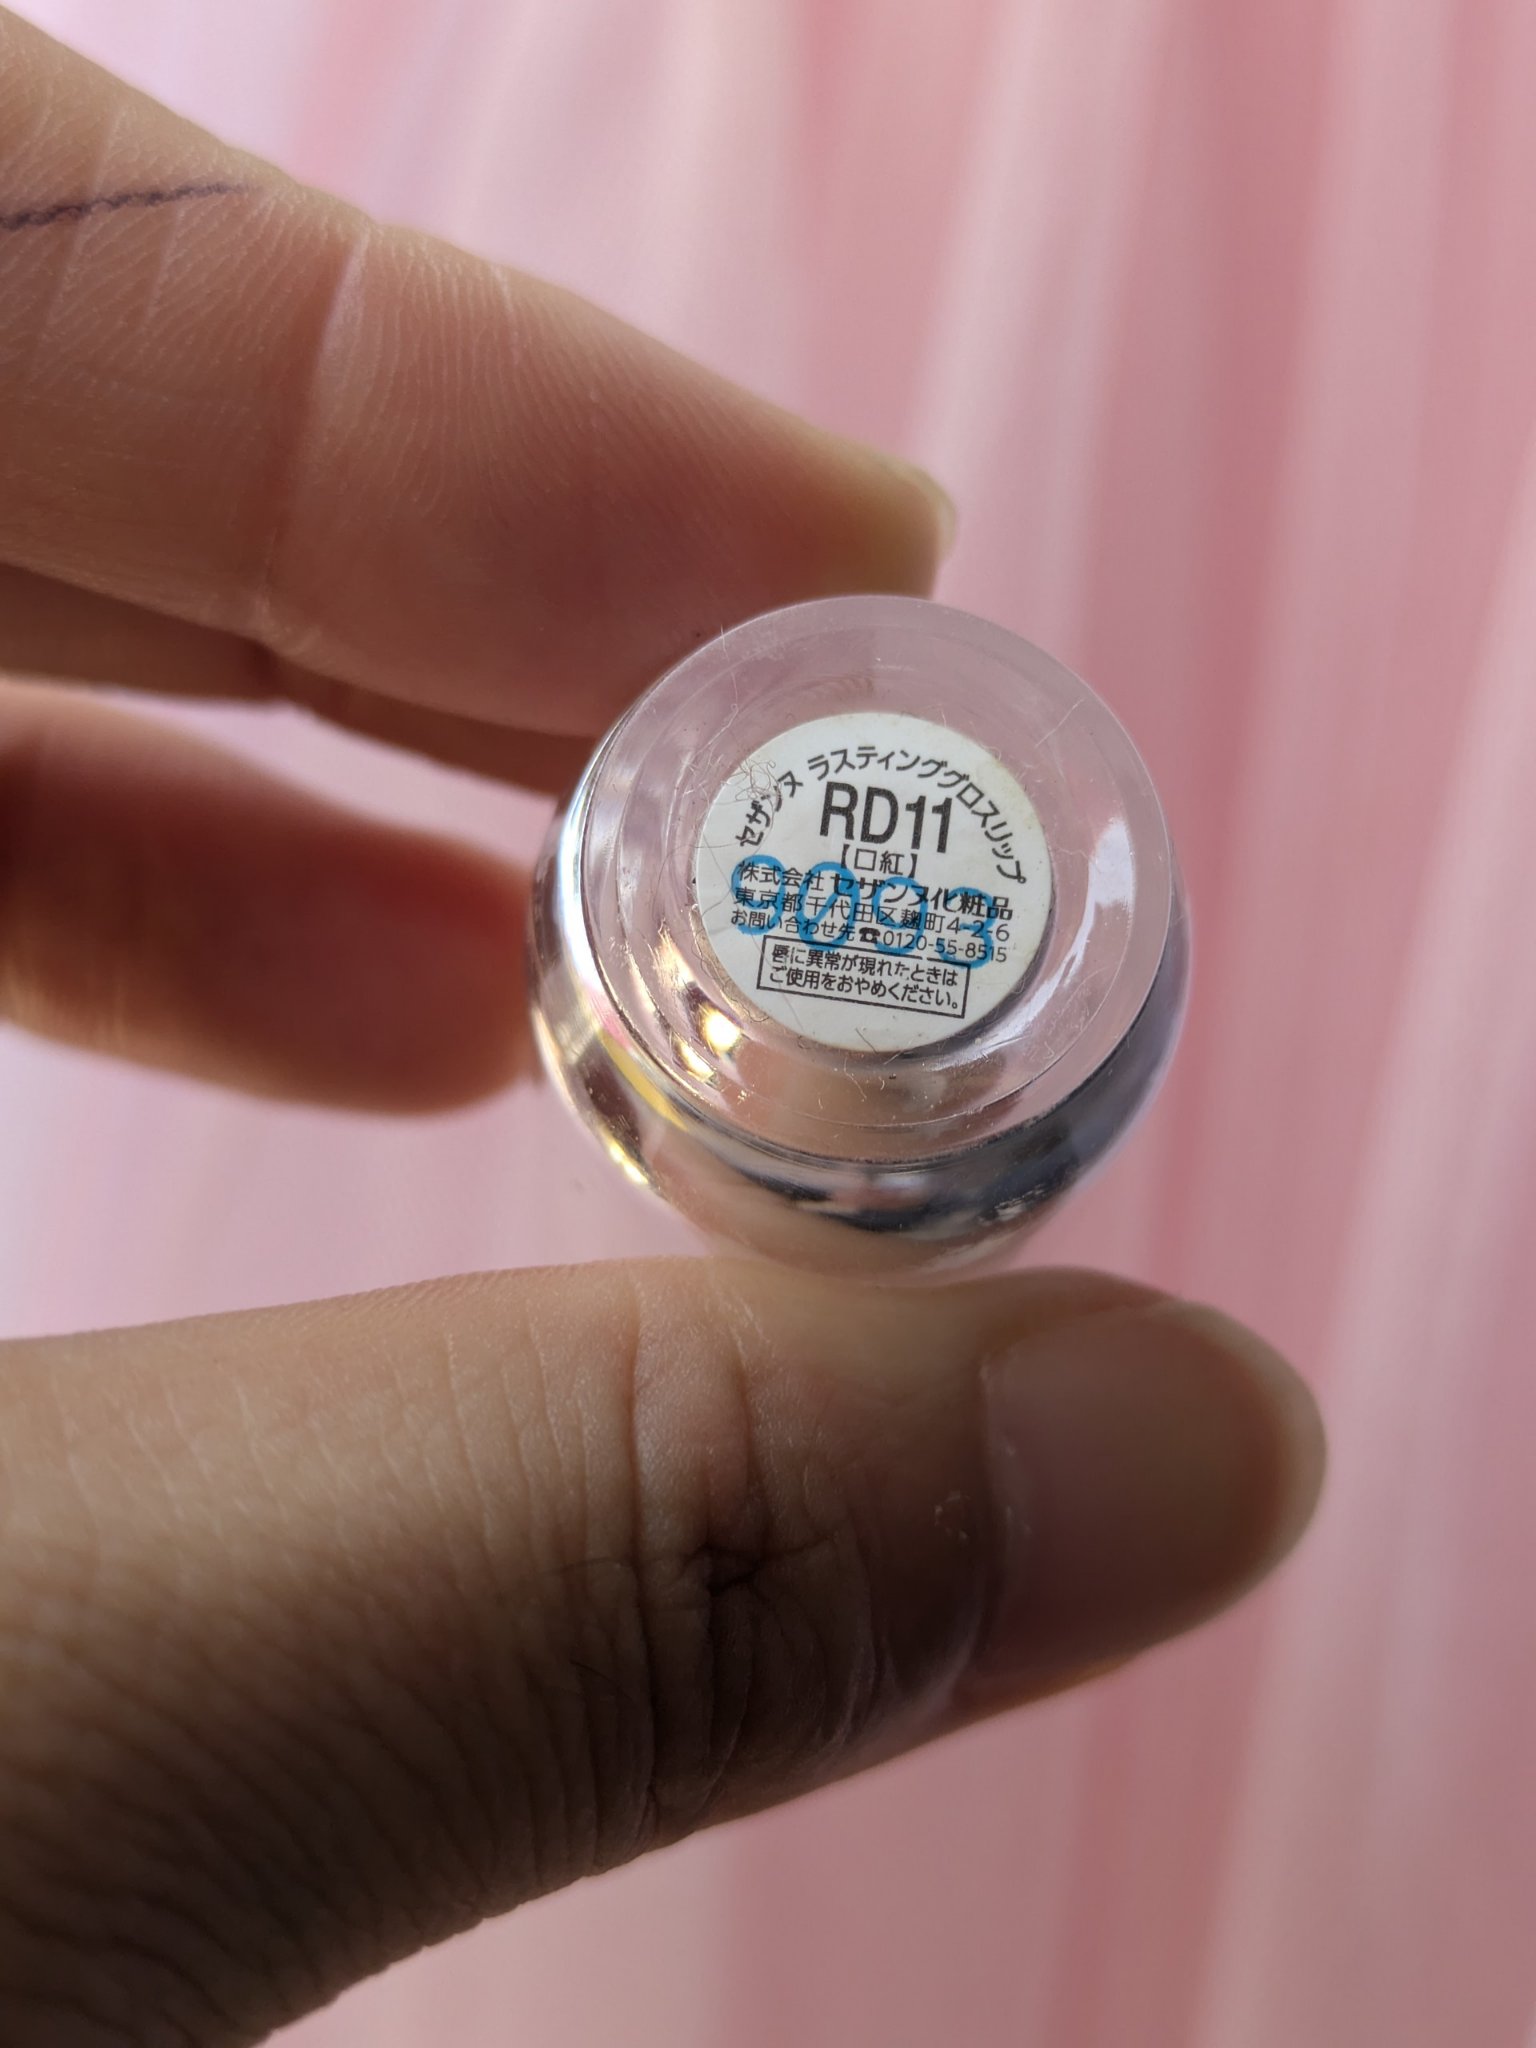 セザンヌ ラスティンググロスリップ
RD11
【口紅】
株式会社 セザンヌ化粧品
東京都千代田区麹町4-2-6
お問い合わせ先☎0120-55-8515
唇に異常が現れたときは
ご使用をおやめください。
9093